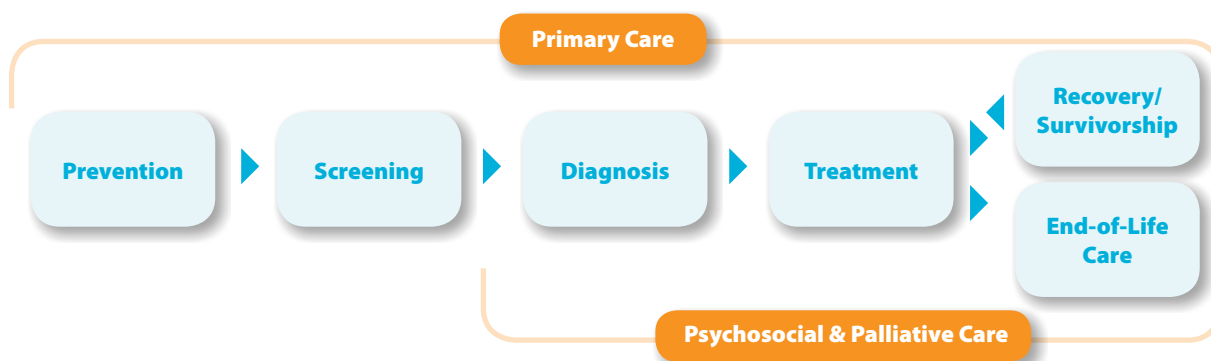 Primary Care
Prevention
Screening
Diagnosis
Treatment
Recovery/
Survivorship
End-of-Life
Care
Psychosocial & Palliative Care